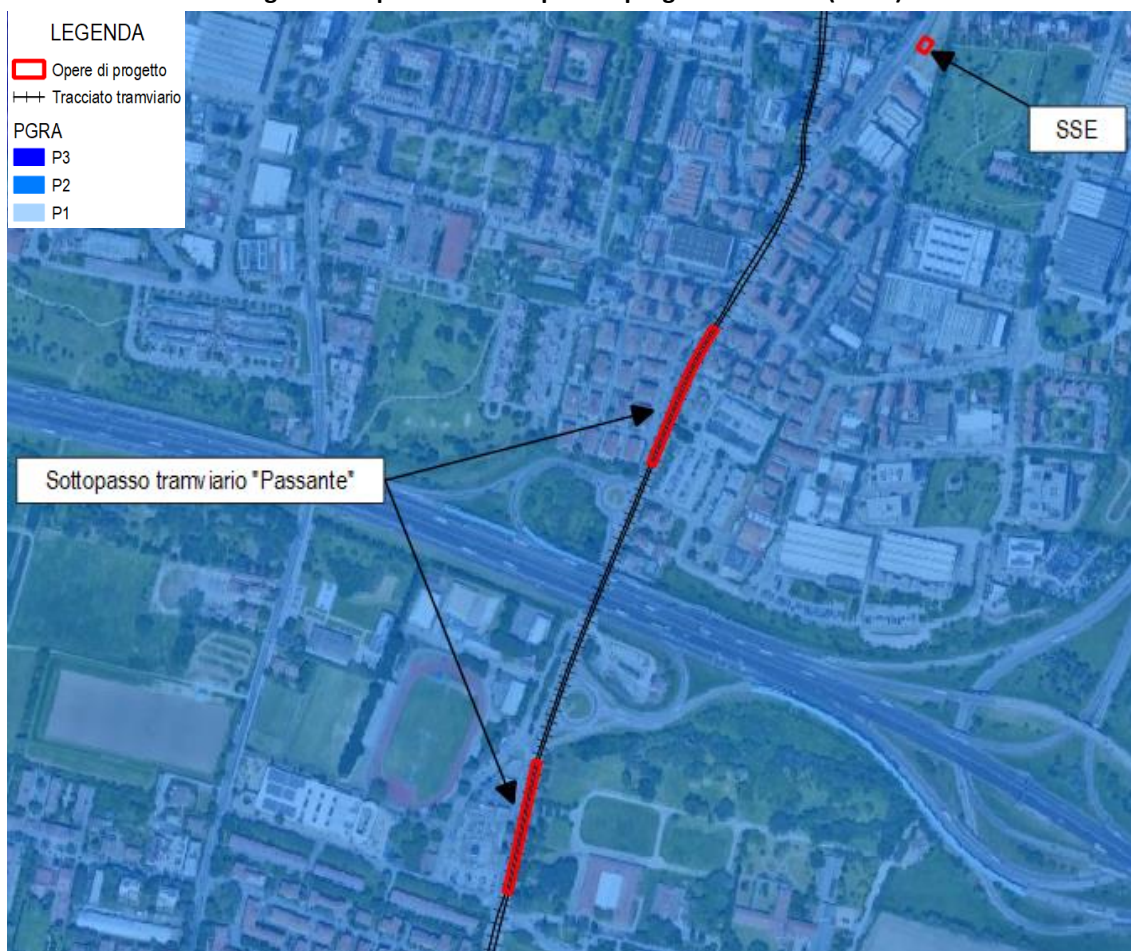 LEGENDA
Opere di progetto
Tracciato tramviario
PGRA
P3
P2
P1
SSE
Sottopasso tramviario "Passante"